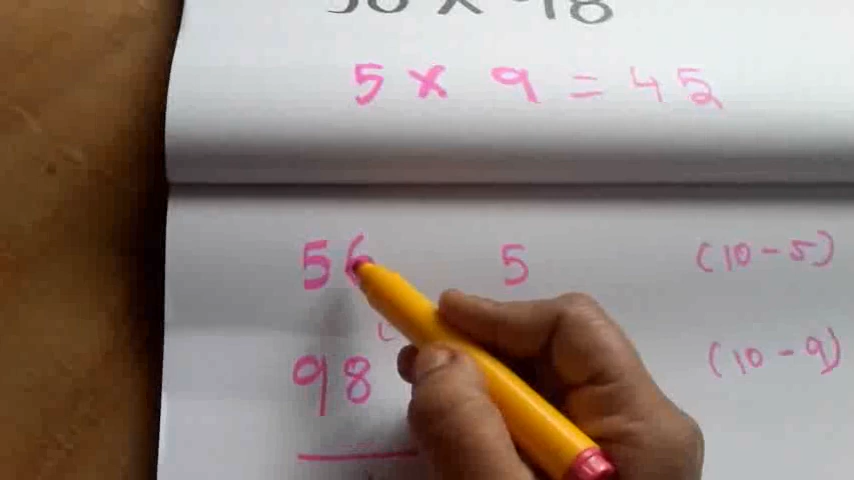 5 × 9 = 45
56 5 (10 - 5)
98 (10 - 9)